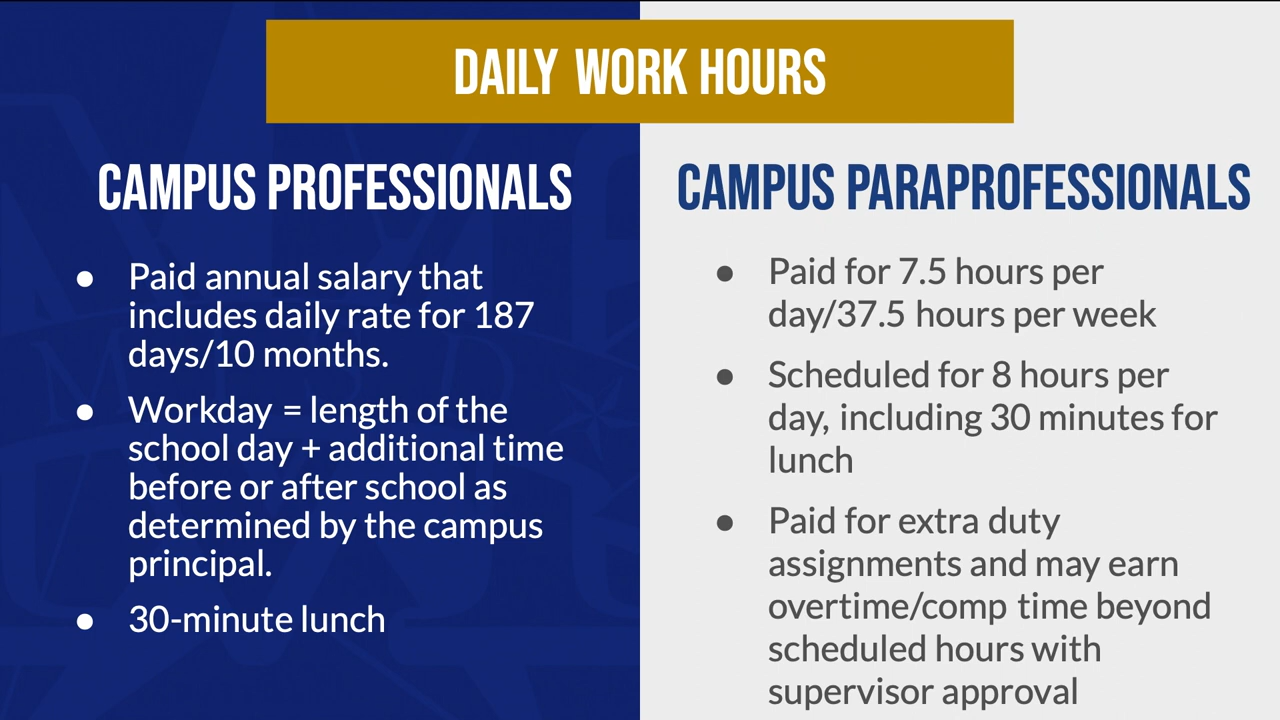 DAILY WORK HOURS
CAMPUS PROFESSIONALS
● Paid annual salary that
includes daily rate for 187
days/10 months.
● Workday = length of the
school day + additional time
before or after school as
determined by the campus
principal.
● 30-minute lunch
CAMPUS PARAPROFESSIONALS
● Paid for 7.5 hours per
day/37.5 hours per week
● Scheduled for 8 hours per
day, including 30 minutes for
lunch
● Paid for extra duty
assignments and may earn
overtime/comp time beyond
scheduled hours with
supervisor approval